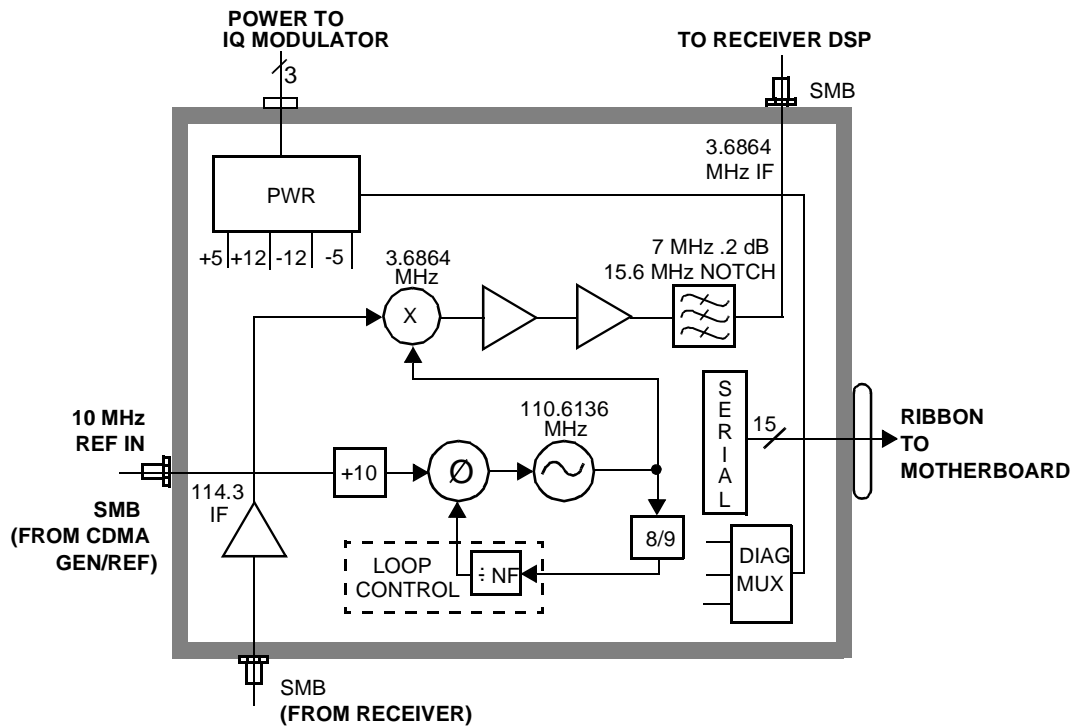 POWER TO
IQ MODULATOR
3
TO RECEIVER DSP
SMB
3.6864
MHz IF
PWR
+5 +12 -12 -5
3.6864
MHz
X
7 MHz .2 dB
15.6 MHz NOTCH
10 MHz
REF IN
SMB
(FROM CDMA
GEN/REF)
114.3
IF
+10
Ø
110.6136
MHz
8/9
LOOP
CONTROL
÷ NF
SERIAL
15
RIBBON
TO
MOTHERBOARD
DIAG
MUX
SMB
(FROM RECEIVER)